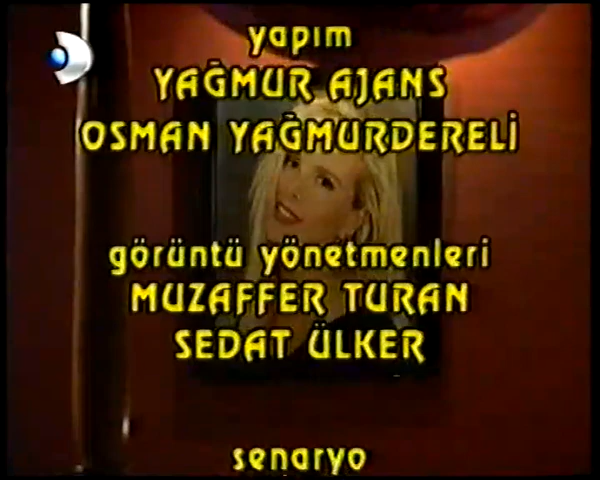 yapım
YAĞMUR AJANS
OSMAN YAĞMURDERELİ
görüntü yönetmenleri
MUZAFFER TURAN
SEDAT ÜLKER
senaryo